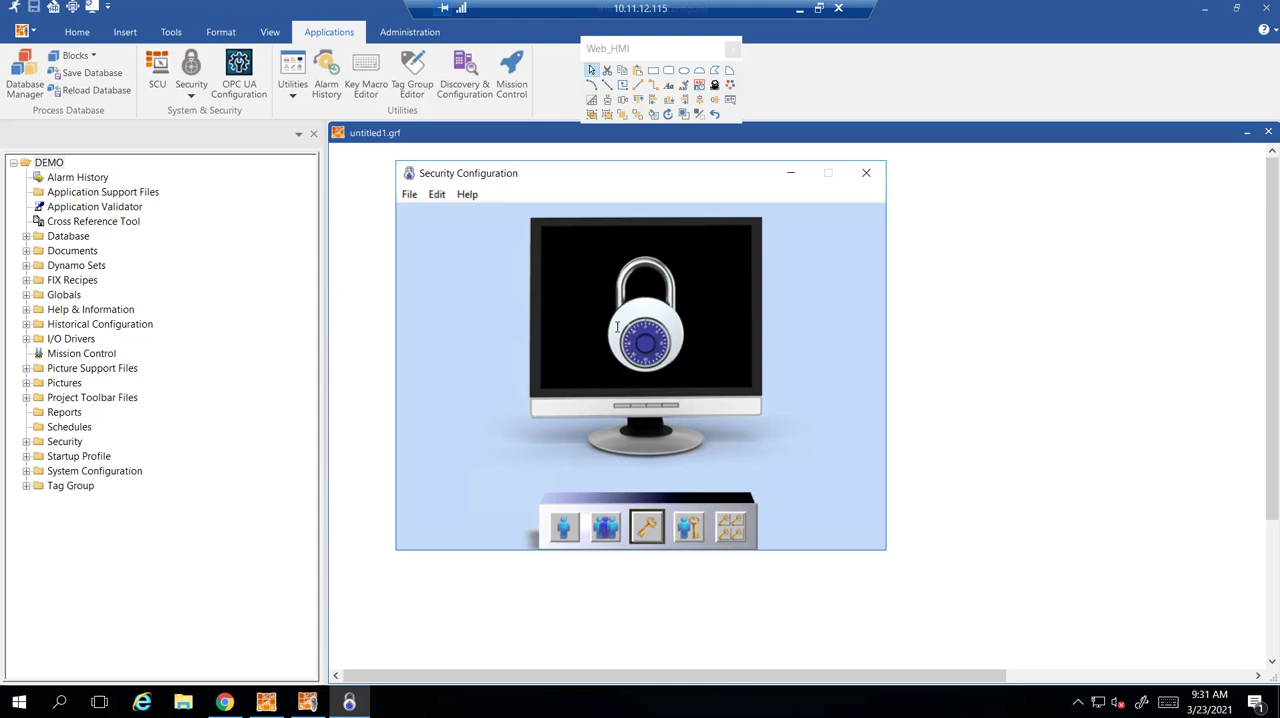 10.11.12.115
Home Insert Tools Format View Applications Administration
Web_HMI
Database Manager
Blocks
Save Database
Reload Database
SCU
Security
OPC UA Configuration
Utilities
Alarm History
Key Macro Editor
Tag Group Editor
Discovery & Configuration
Mission Control
Process Database
System & Security
Utilities
untitled1.grf
DEMO
Alarm History
Application Support Files
Application Validator
Cross Reference Tool
Database
Documents
Dynamo Sets
FIX Recipes
Globals
Help & Information
Historical Configuration
I/O Drivers
Mission Control
Picture Support Files
Pictures
Project Toolbar Files
Reports
Schedules
Security
Startup Profile
System Configuration
Tag Group
Security Configuration
File Edit Help
9:31 AM
3/23/2021